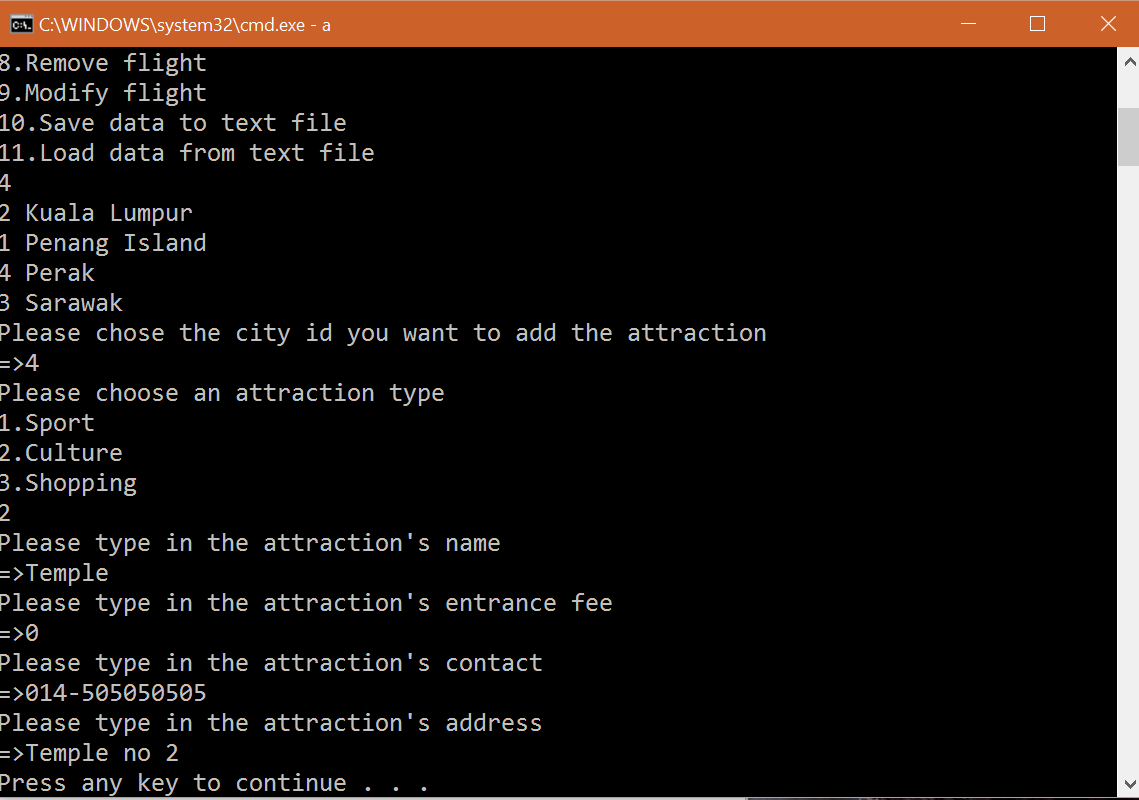 C:\WINDOWS\system32\cmd.exe - a
8.Remove flight
9.Modify flight
10.Save data to text file
11.Load data from text file
4
2 Kuala Lumpur
1 Penang Island
4 Perak
3 Sarawak
Please chose the city id you want to add the attraction
=>4
Please choose an attraction type
1.Sport
2.Culture
3.Shopping
2
Please type in the attraction's name
=>Temple
Please type in the attraction's entrance fee
=>0
Please type in the attraction's contact
=>014-505050505
Please type in the attraction's address
=>Temple no 2
Press any key to continue . . .